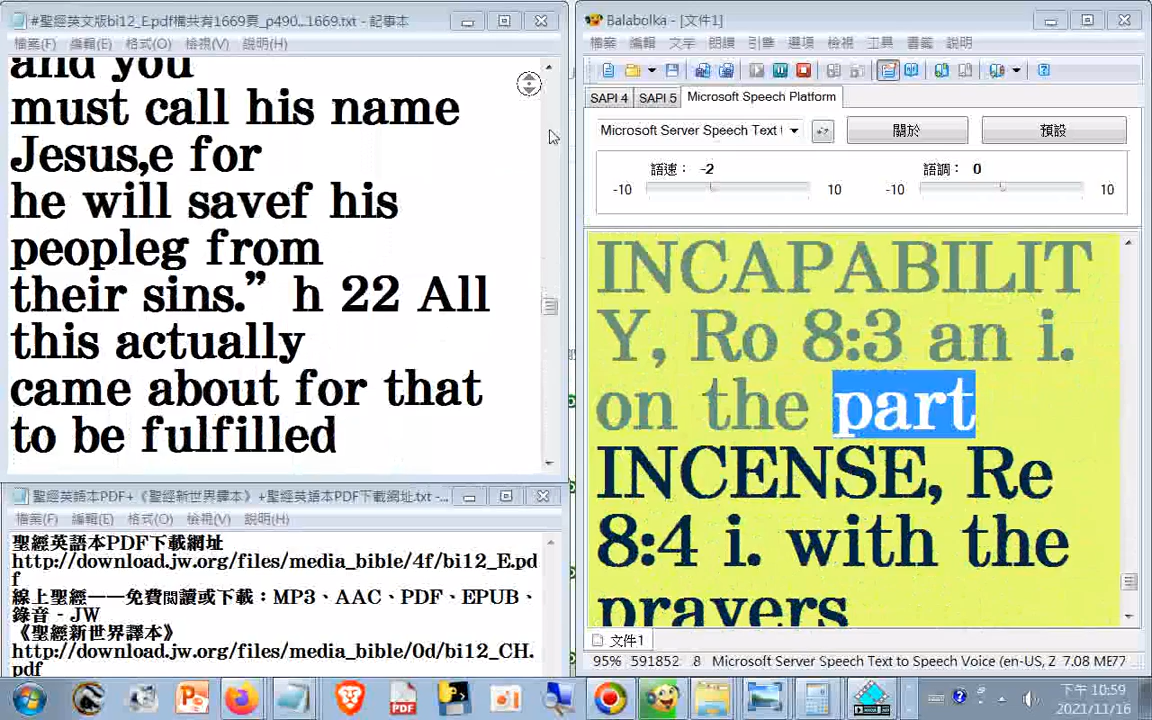 #聖經英文版bi12_E.pdf檔共有1669頁_p490...1669.txt - 記事本
檔案(F) 編輯(E) 格式(O) 檢視(V) 說明(H)
and you
must call his name
Jesus,e for
he will savef his
peopleg from
their sins.” h 22 All
this actually
came about for that
to be fulfilled
聖經英語本PDF+《聖經新世界譯本》+聖經英語本PDF下載網址.txt - ...
檔案(F) 編輯(E) 格式(O) 檢視(V) 說明(H)
聖經英語本PDF下載網址
http://download.jw.org/files/media_bible/4f/bi12_E.pd
f
線上聖經——免費閱讀或下載：MP3、AAC、PDF、EPUB、
錄音 - JW
《聖經新世界譯本》
http://download.jw.org/files/media_bible/0d/bi12_CH.
pdf
Balabolka - [文件1]
檔案 編輯 文字 朗讀 引擎 選項 檢視 工具 書籤 說明
SAPI 4 SAPI 5 Microsoft Speech Platform
Microsoft Server Speech Text t 關於 預設
語速： -2 語調： 0
-10 10 -10 10
INCAPABILIT
Y, Ro 8:3 an i.
on the part
INCENSE, Re
8:4 i. with the
prayers
文件1
95% 591852 8 Microsoft Server Speech Text to Speech Voice (en-US, Z 7.08 ME77
PDF
下午 10:59
2021/11/16